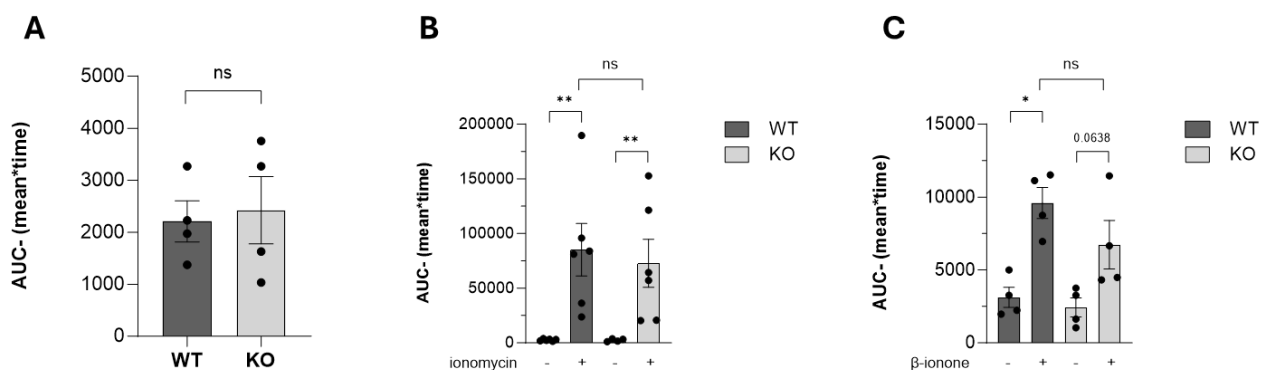 A
AUC- (mean*time)
5000
4000
3000
2000
1000
0
ns
WT
KO
B
AUC- (mean*time)
200000
150000
100000
50000
0
ns
**
**
ionomycin - + - +
WT
KO
C
AUC- (mean*time)
15000
10000
5000
0
ns
*
0.0638
β-ionone - + - +
WT
KO